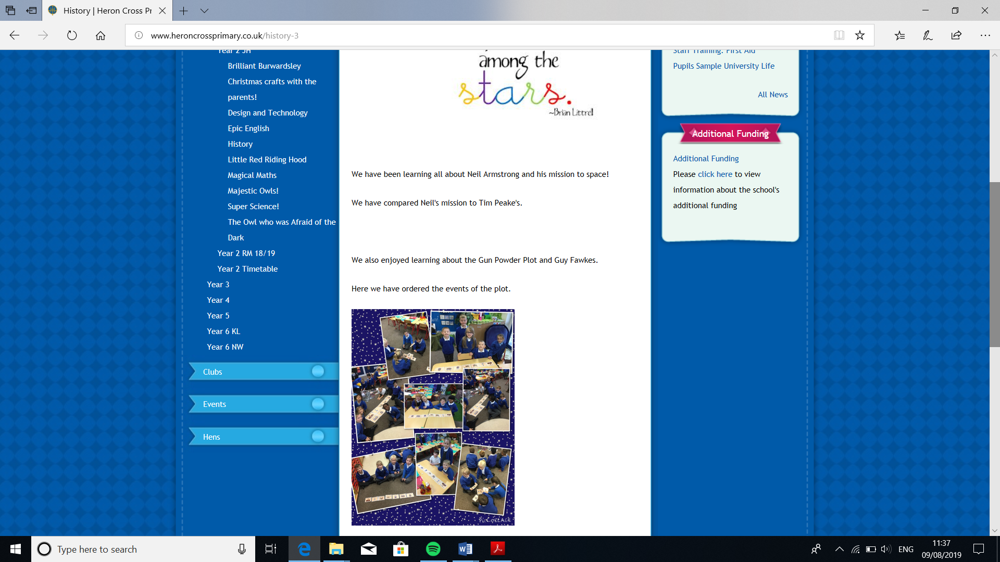 History | Heron Cross Pr
www.heroncrossprimary.co.uk/history-3
Year 2 JH
Brilliant Burwardsley
Christmas crafts with the
parents!
Design and Technology
Epic English
History
Little Red Riding Hood
Magical Maths
Majestic Owls!
Super Science!
The Owl who was Afraid of the
Dark
Year 2 RM 18/19
Year 2 Timetable
Year 3
Year 4
Year 5
Year 6 KL
Year 6 NW
Clubs
Events
Hens
among the
stars.
~Brian Littrell
We have been learning all about Neil Armstrong and his mission to space!
We have compared Neil's mission to Tim Peake's.
We also enjoyed learning about the Gun Powder Plot and Guy Fawkes.
Here we have ordered the events of the plot.
PicCOLLAGE
Staff Training: First Aid
Pupils Sample University Life
All News
Additional Funding
Additional Funding
Please click here to view
information about the school's
additional funding
Type here to search
ENG
11:37
09/08/2019